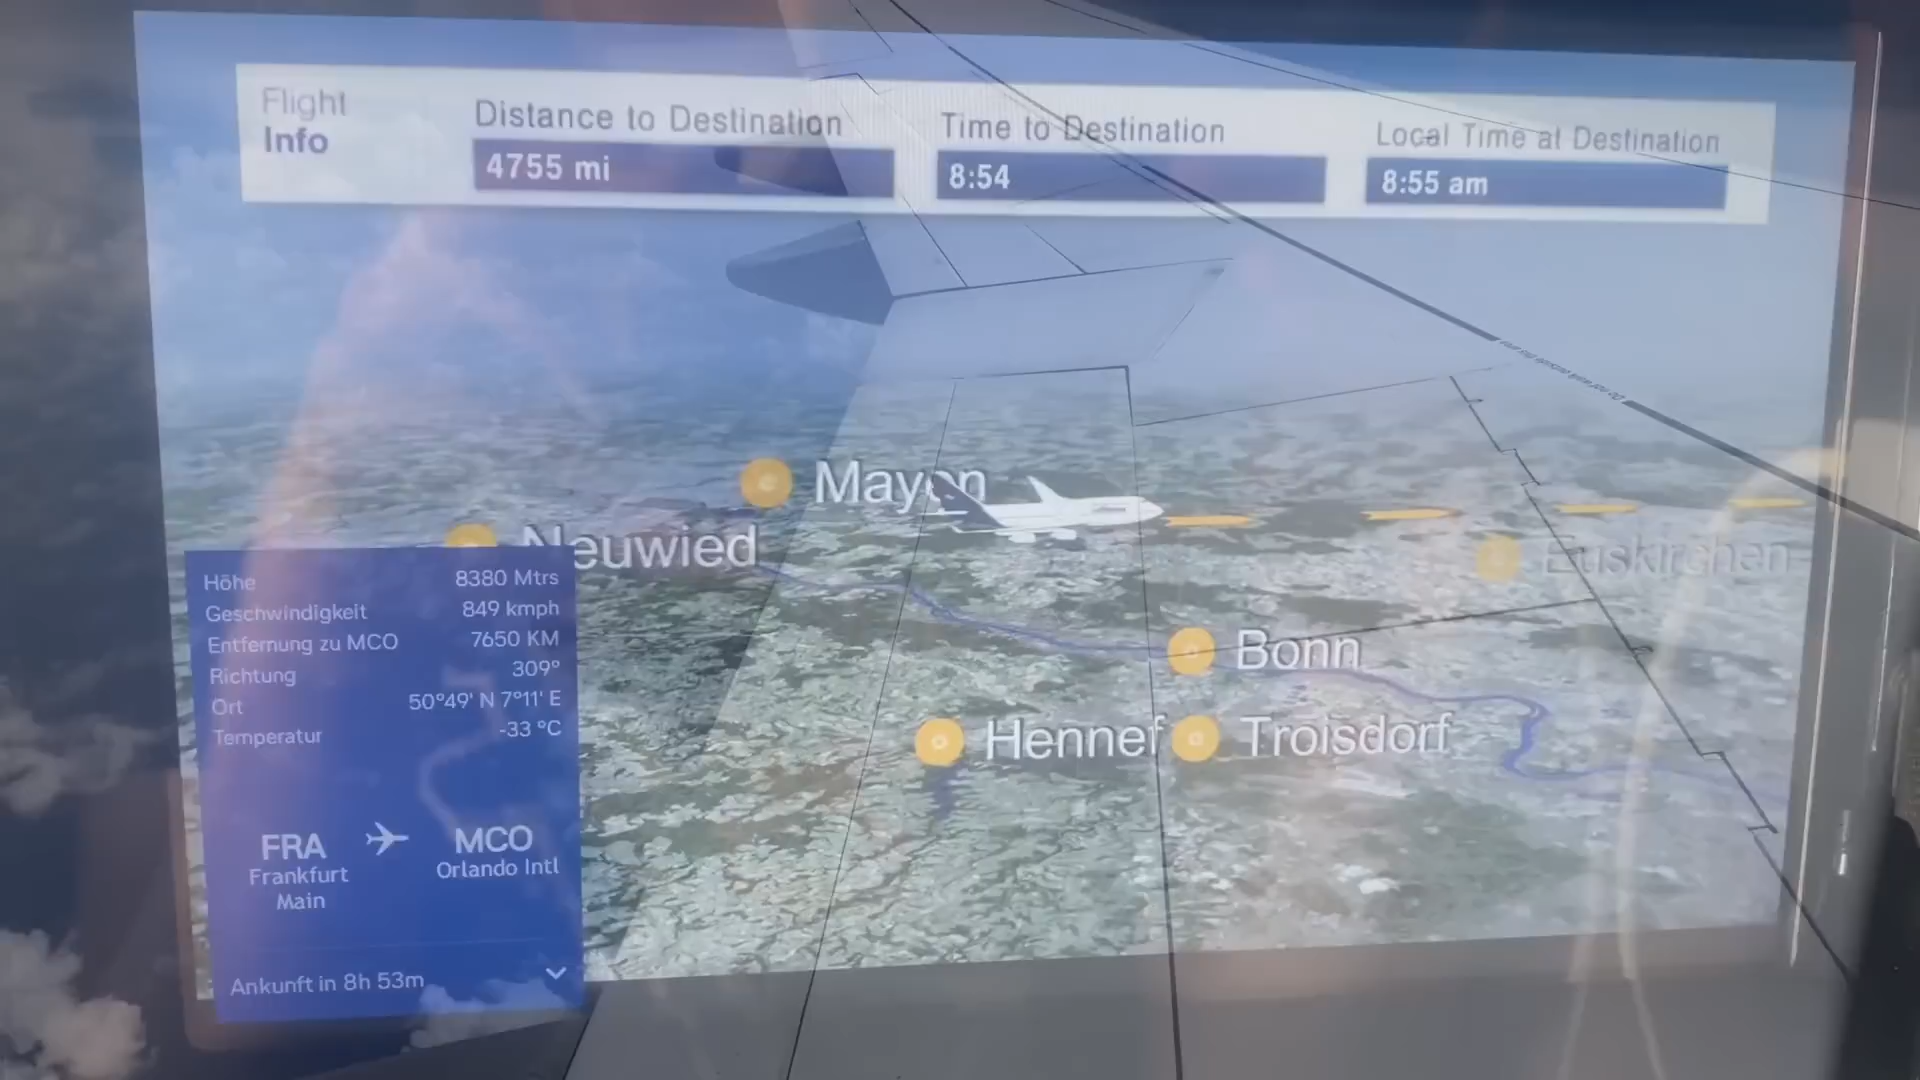 Flight
Info
Distance to Destination
4755 mi
Time to Destination
8:54
Local Time at Destination
8:55 am
Mayen
Neuwied
Euskirchen
Bonn
Hennef
Troisdorf
Höhe 8380 Mtrs
Geschwindigkeit 849 kmph
Entfernung zu MCO 7650 KM
Richtung 309°
Ort 50°49' N 7°11' E
Temperatur -33 °C
FRA MCO
Frankfurt Orlando Intl
Main
Ankunft in 8h 53m